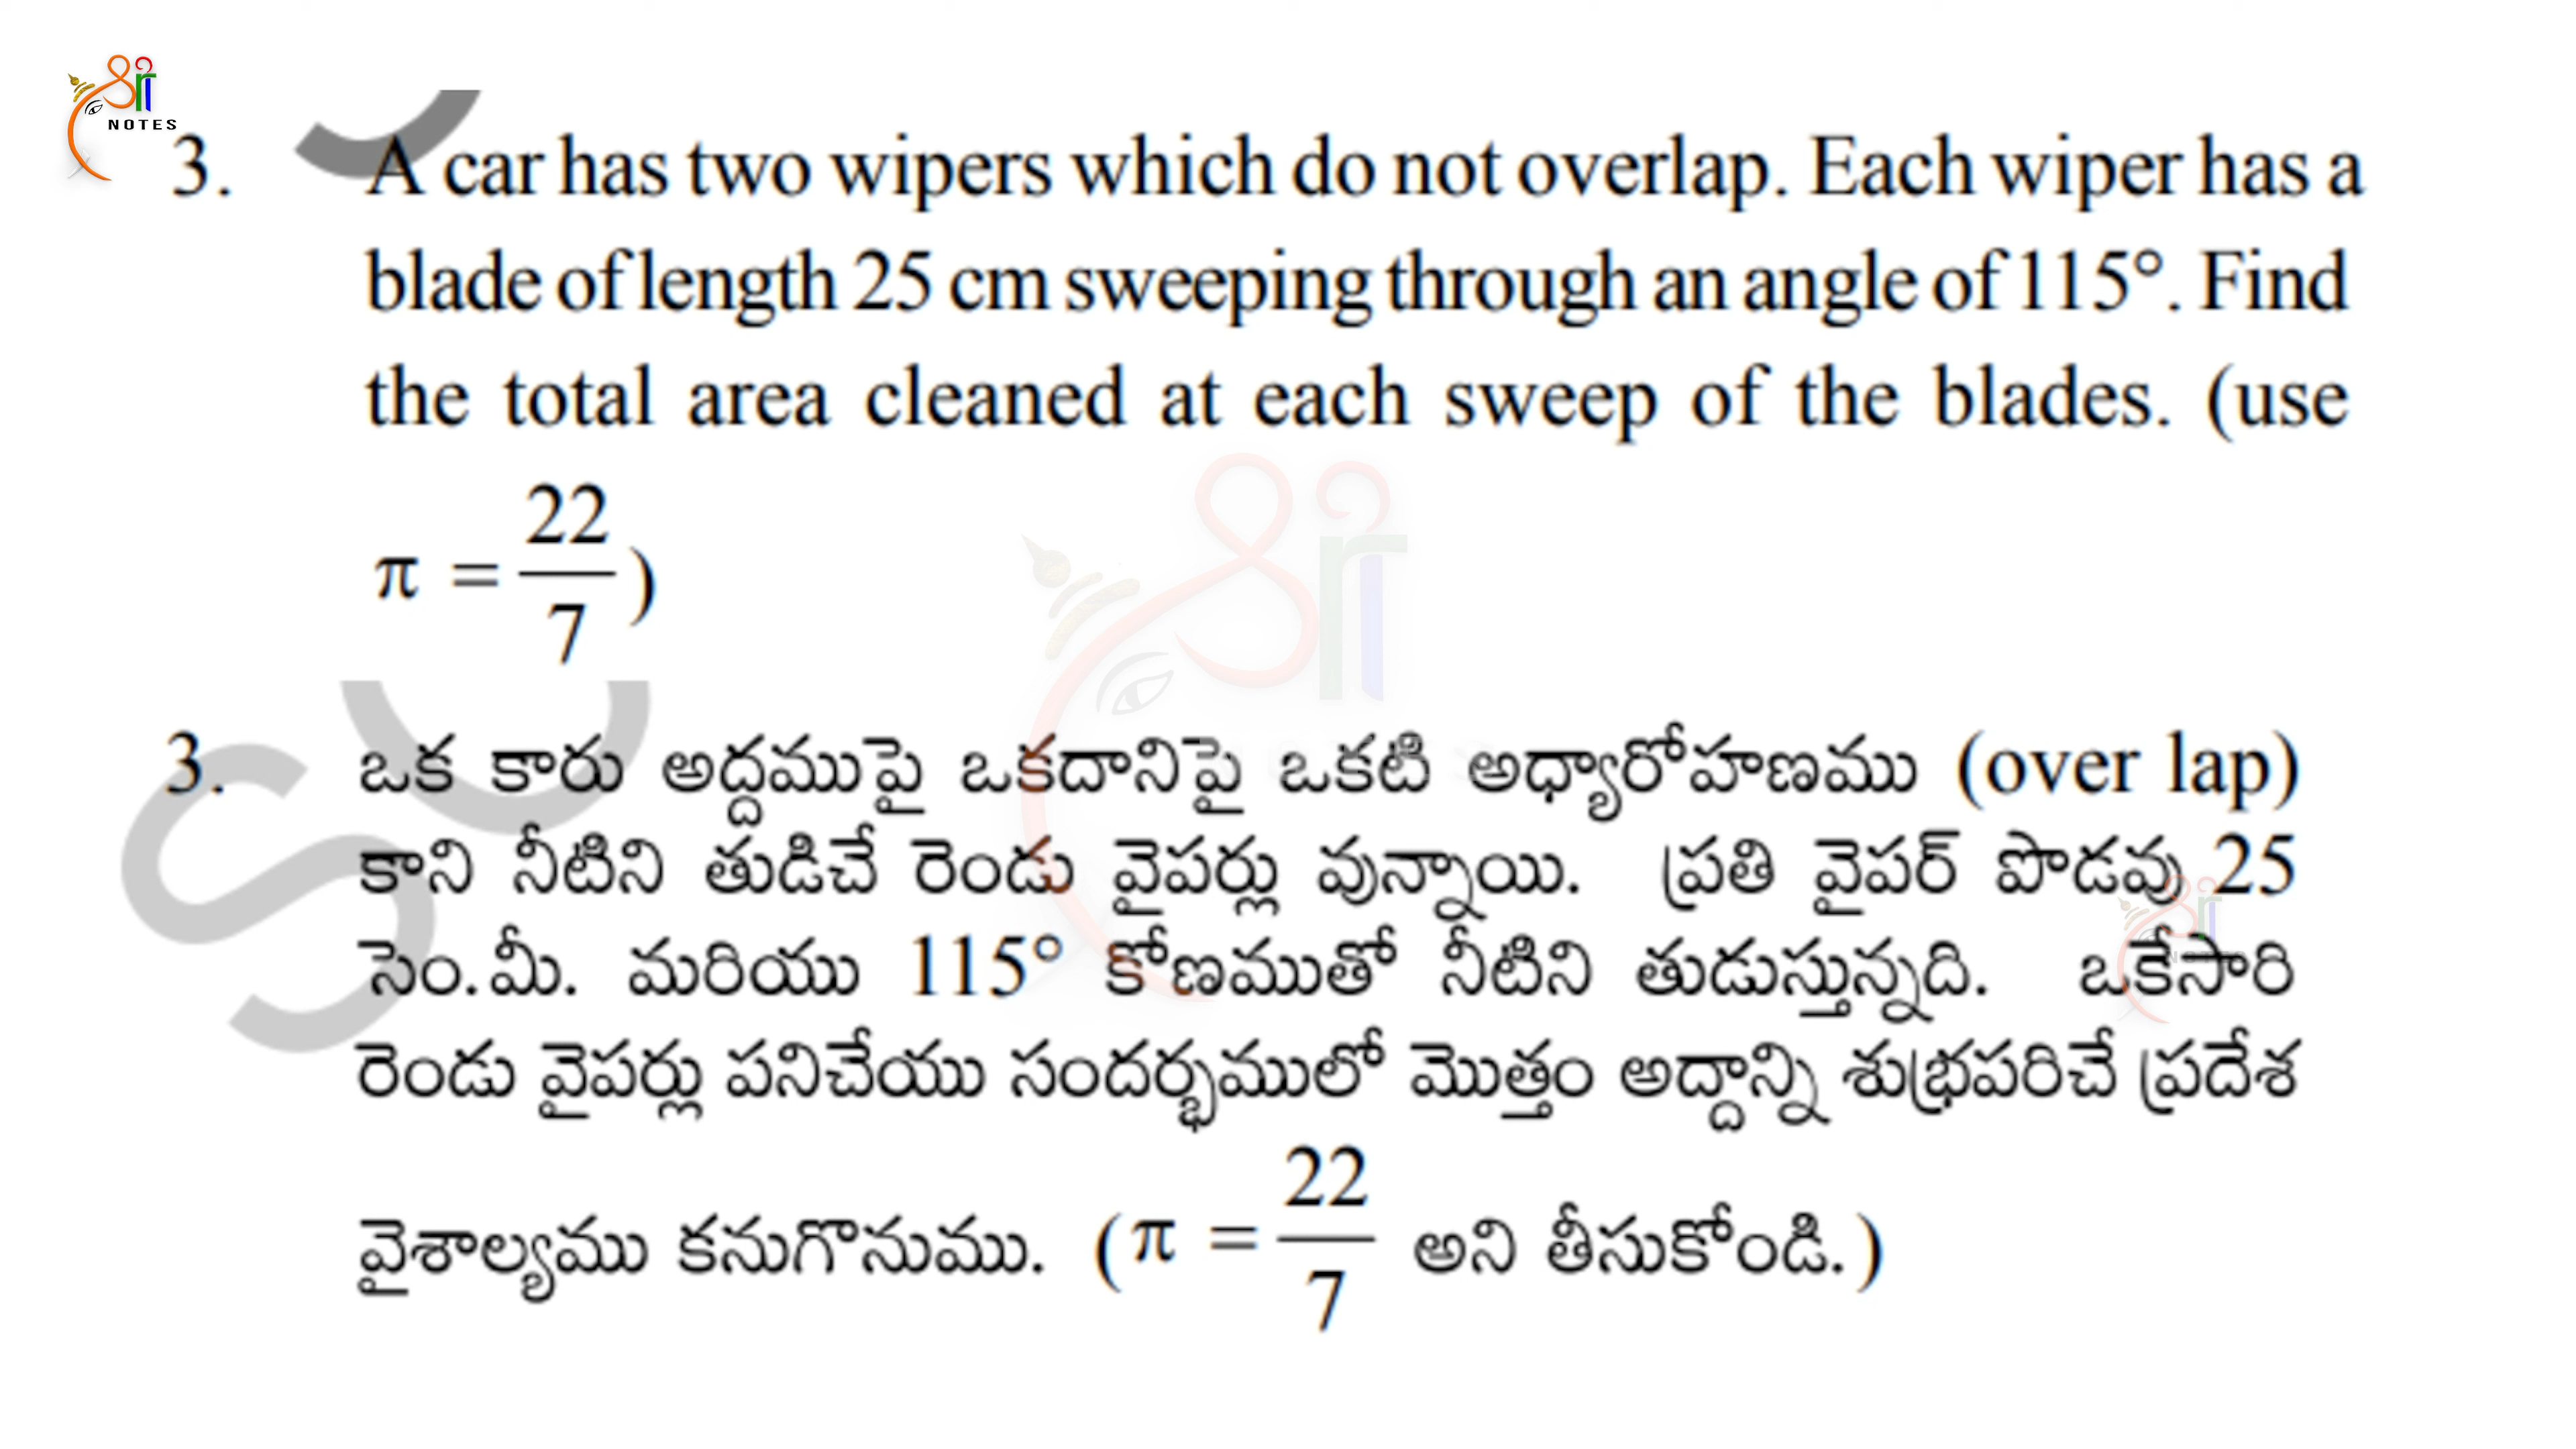 శ్రీ
NOTES
3. A car has two wipers which do not overlap. Each wiper has a
blade of length 25 cm sweeping through an angle of 115°. Find
the total area cleaned at each sweep of the blades. (use
π = 22/7)
3. ఒక కారు అద్దముపై ఒకదానిపై ఒకటి అధ్యారోహణము (over lap)
కాని నీటిని తుడిచే రెండు వైపర్లు వున్నాయి. ప్రతి వైపర్ పొడవు 25
సెం.మీ. మరియు 115° కోణముతో నీటిని తుడుస్తున్నది. ఒకేసారి
రెండు వైపర్లు పనిచేయు సందర్భములో మొత్తం అద్దాన్ని శుభ్రపరిచే ప్రదేశ
వైశాల్యము కనుగొనుము. (π = 22/7 అని తీసుకోండి.)